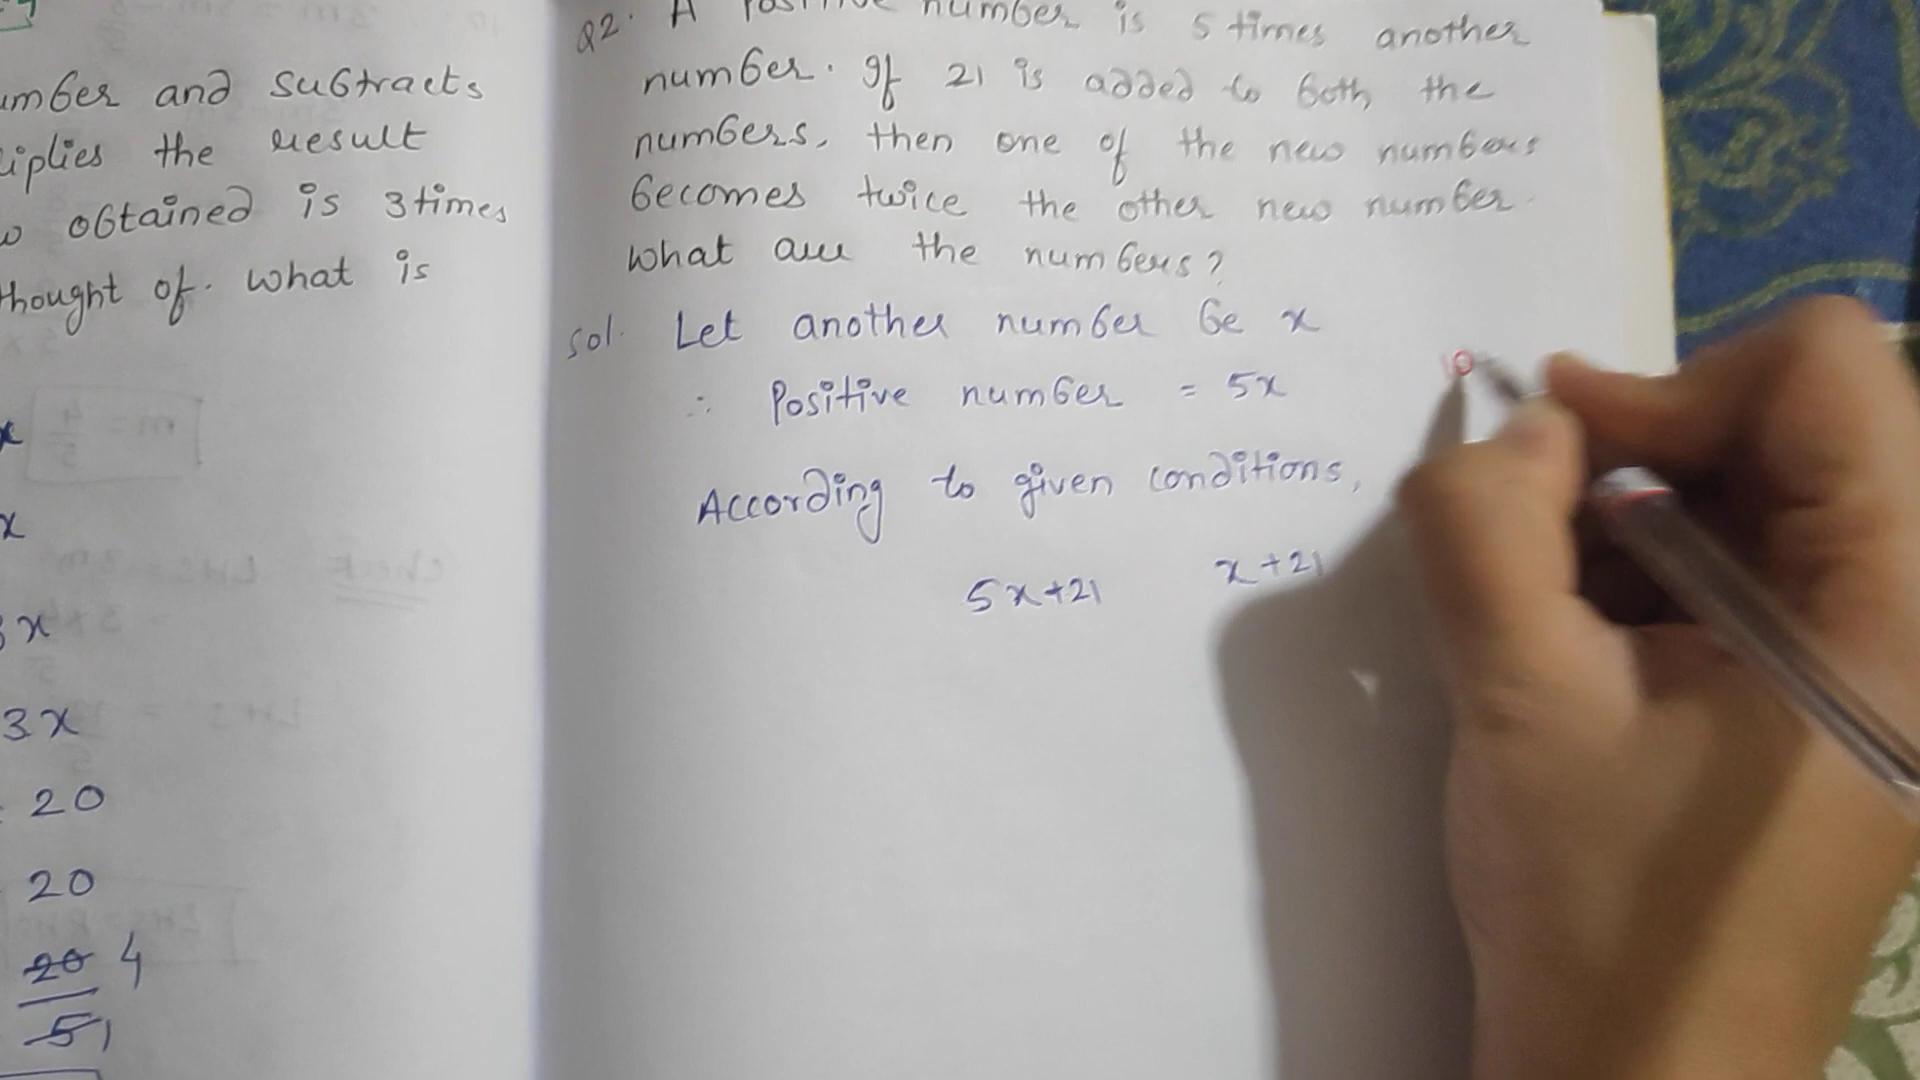 umber and subtracts
iplies the result
o obtained is 3 times
thought of. what is
x
x
3x
3x
20
20
20 4
51
Q2. A Positive number is 5 times another
number. If 21 is added to both the
numbers, then one of the new numbers
becomes twice the other new number.
what are the numbers?
sol. Let another number be x
∴ Positive number = 5x
10
According to given conditions,
5x+21 x+21